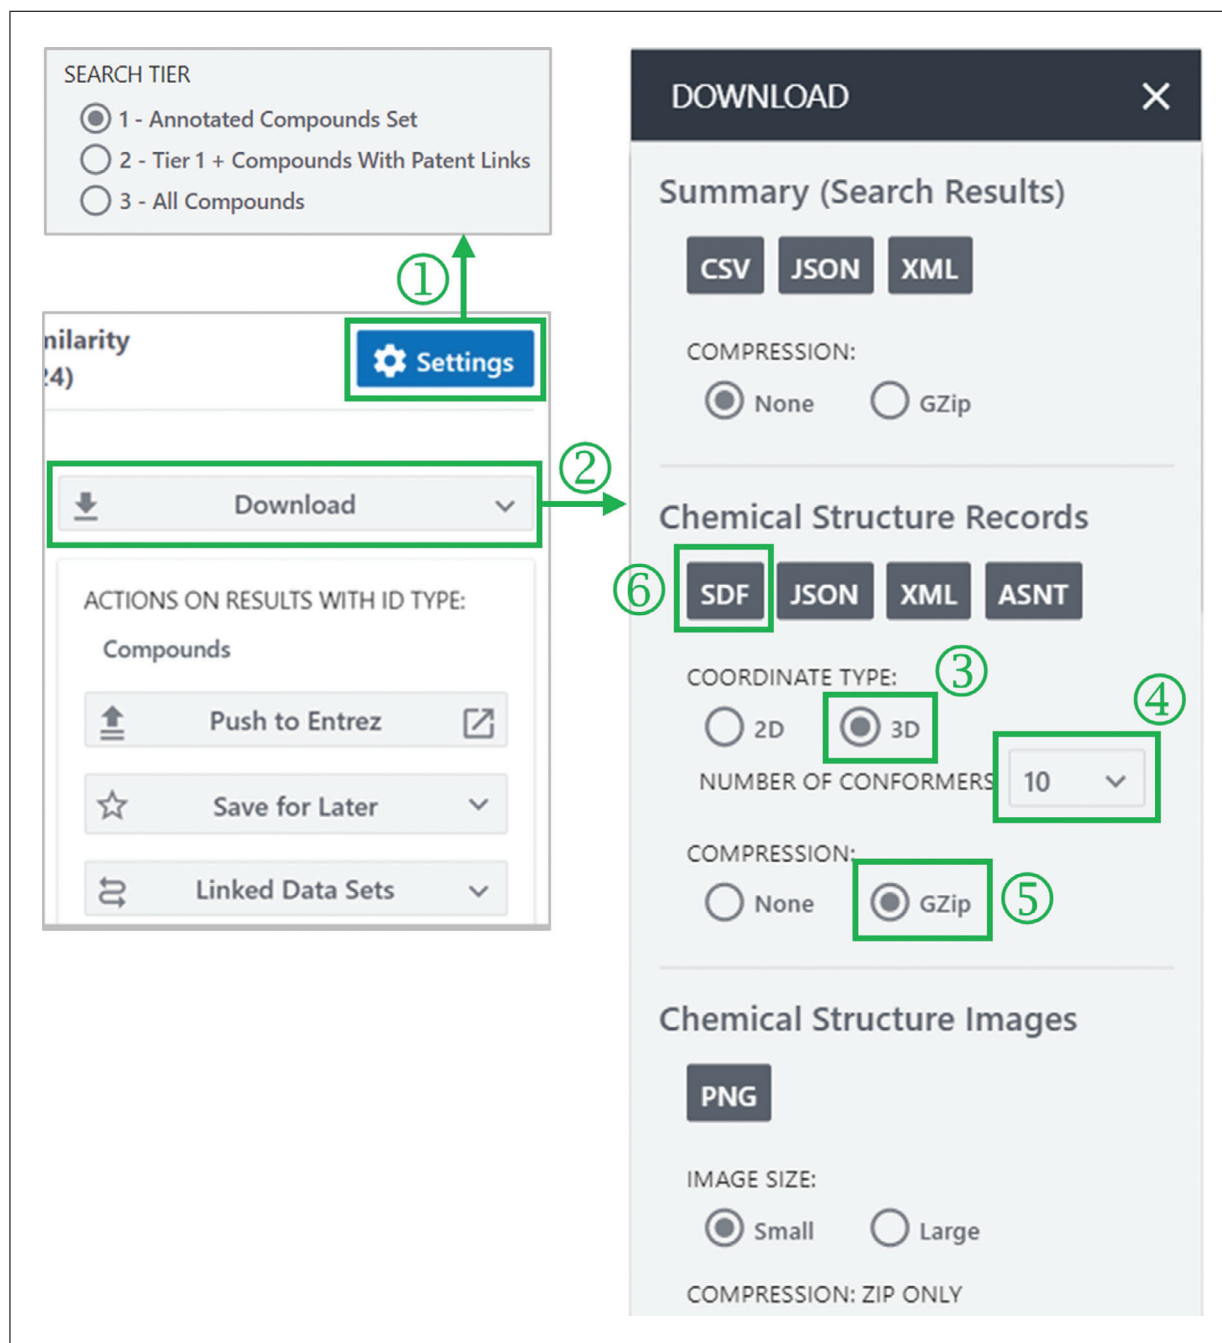 SEARCH TIER
1 - Annotated Compounds Set
2 - Tier 1 + Compounds With Patent Links
3 - All Compounds
①
nilarity
:4)
Settings
②
Download
ACTIONS ON RESULTS WITH ID TYPE:
Compounds
Push to Entrez
Save for Later
Linked Data Sets
DOWNLOAD
Summary (Search Results)
CSV JSON XML
COMPRESSION:
None GZip
Chemical Structure Records
⑥ SDF JSON XML ASNT
COORDINATE TYPE: ③
2D 3D ④
NUMBER OF CONFORMERS 10
COMPRESSION:
None GZip ⑤
Chemical Structure Images
PNG
IMAGE SIZE:
Small Large
COMPRESSION: ZIP ONLY